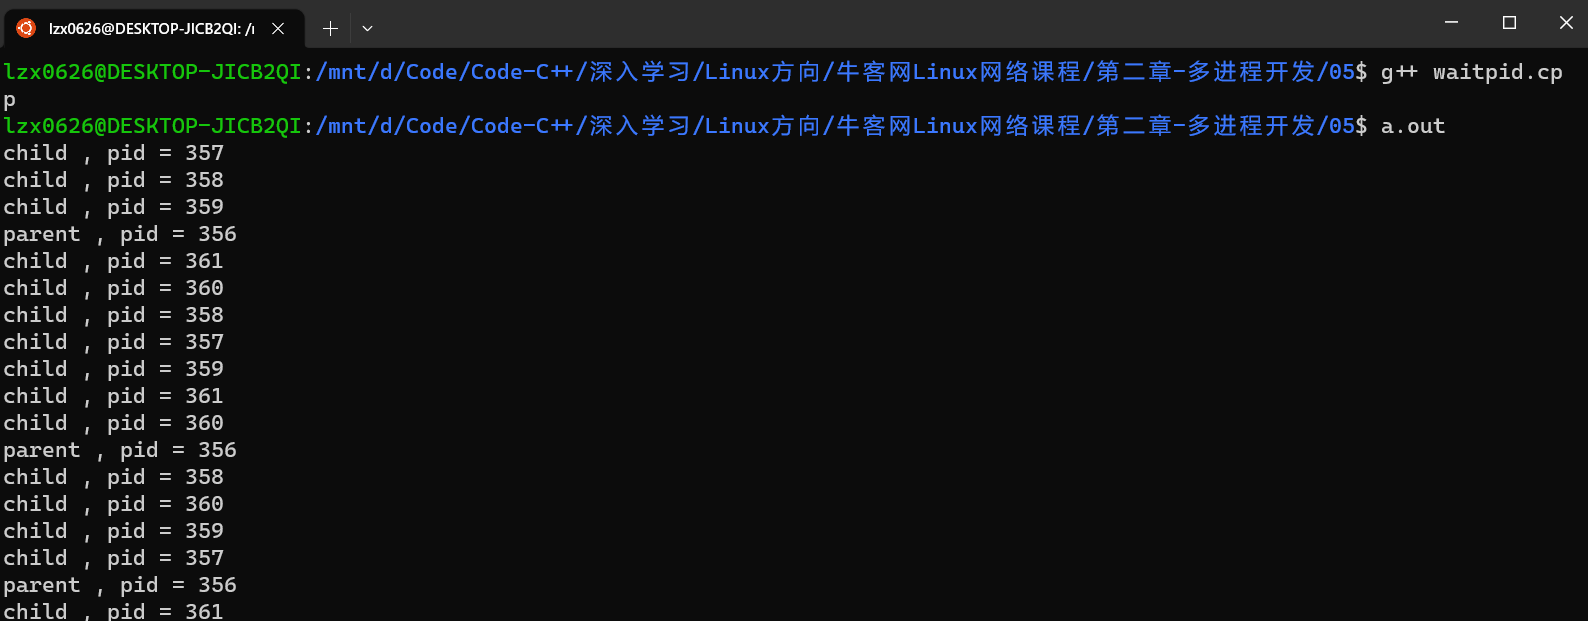 lzx0626@DESKTOP-JICB2QI: /ı
lzx0626@DESKTOP-JICB2QI:/mnt/d/Code/Code-C++/深入学习/Linux方向/牛客网Linux网络课程/第二章-多进程开发/05$ g++ waitpid.cp
p
lzx0626@DESKTOP-JICB2QI:/mnt/d/Code/Code-C++/深入学习/Linux方向/牛客网Linux网络课程/第二章-多进程开发/05$ a.out
child , pid = 357
child , pid = 358
child , pid = 359
parent , pid = 356
child , pid = 361
child , pid = 360
child , pid = 358
child , pid = 357
child , pid = 359
child , pid = 361
child , pid = 360
parent , pid = 356
child , pid = 358
child , pid = 360
child , pid = 359
child , pid = 357
parent , pid = 356
child , pid = 361